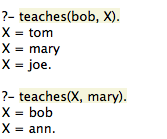 ?- teaches(bob, X).
X = tom
X = mary
X = joe.
?- teaches(X, mary).
X = bob
X = ann.